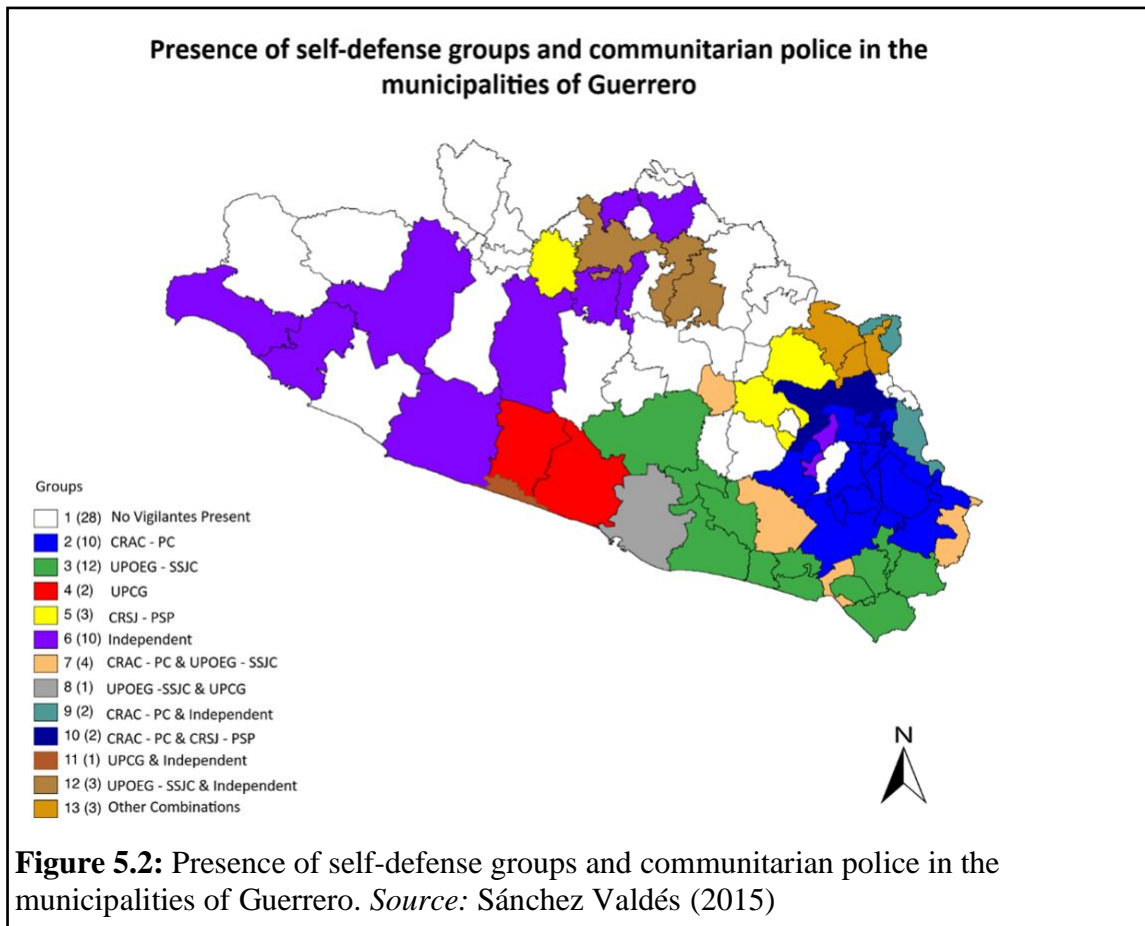 Presence of self-defense groups and communitarian police in the
municipalities of Guerrero
Groups
1 (28) No Vigilantes Present
2 (10) CRAC - PC
3 (12) UPOEG - SSJC
4 (2) UPCG
5 (3) CRSJ - PSP
6 (10) Independent
7 (4) CRAC - PC & UPOEG - SSJC
8 (1) UPOEG -SSJC & UPCG
9 (2) CRAC - PC & Independent
10 (2) CRAC - PC & CRSJ - PSP
11 (1) UPCG & Independent
12 (3) UPOEG - SSJC & Independent
13 (3) Other Combinations
N
Figure 5.2: Presence of self-defense groups and communitarian police in the
municipalities of Guerrero. Source: Sánchez Valdés (2015)